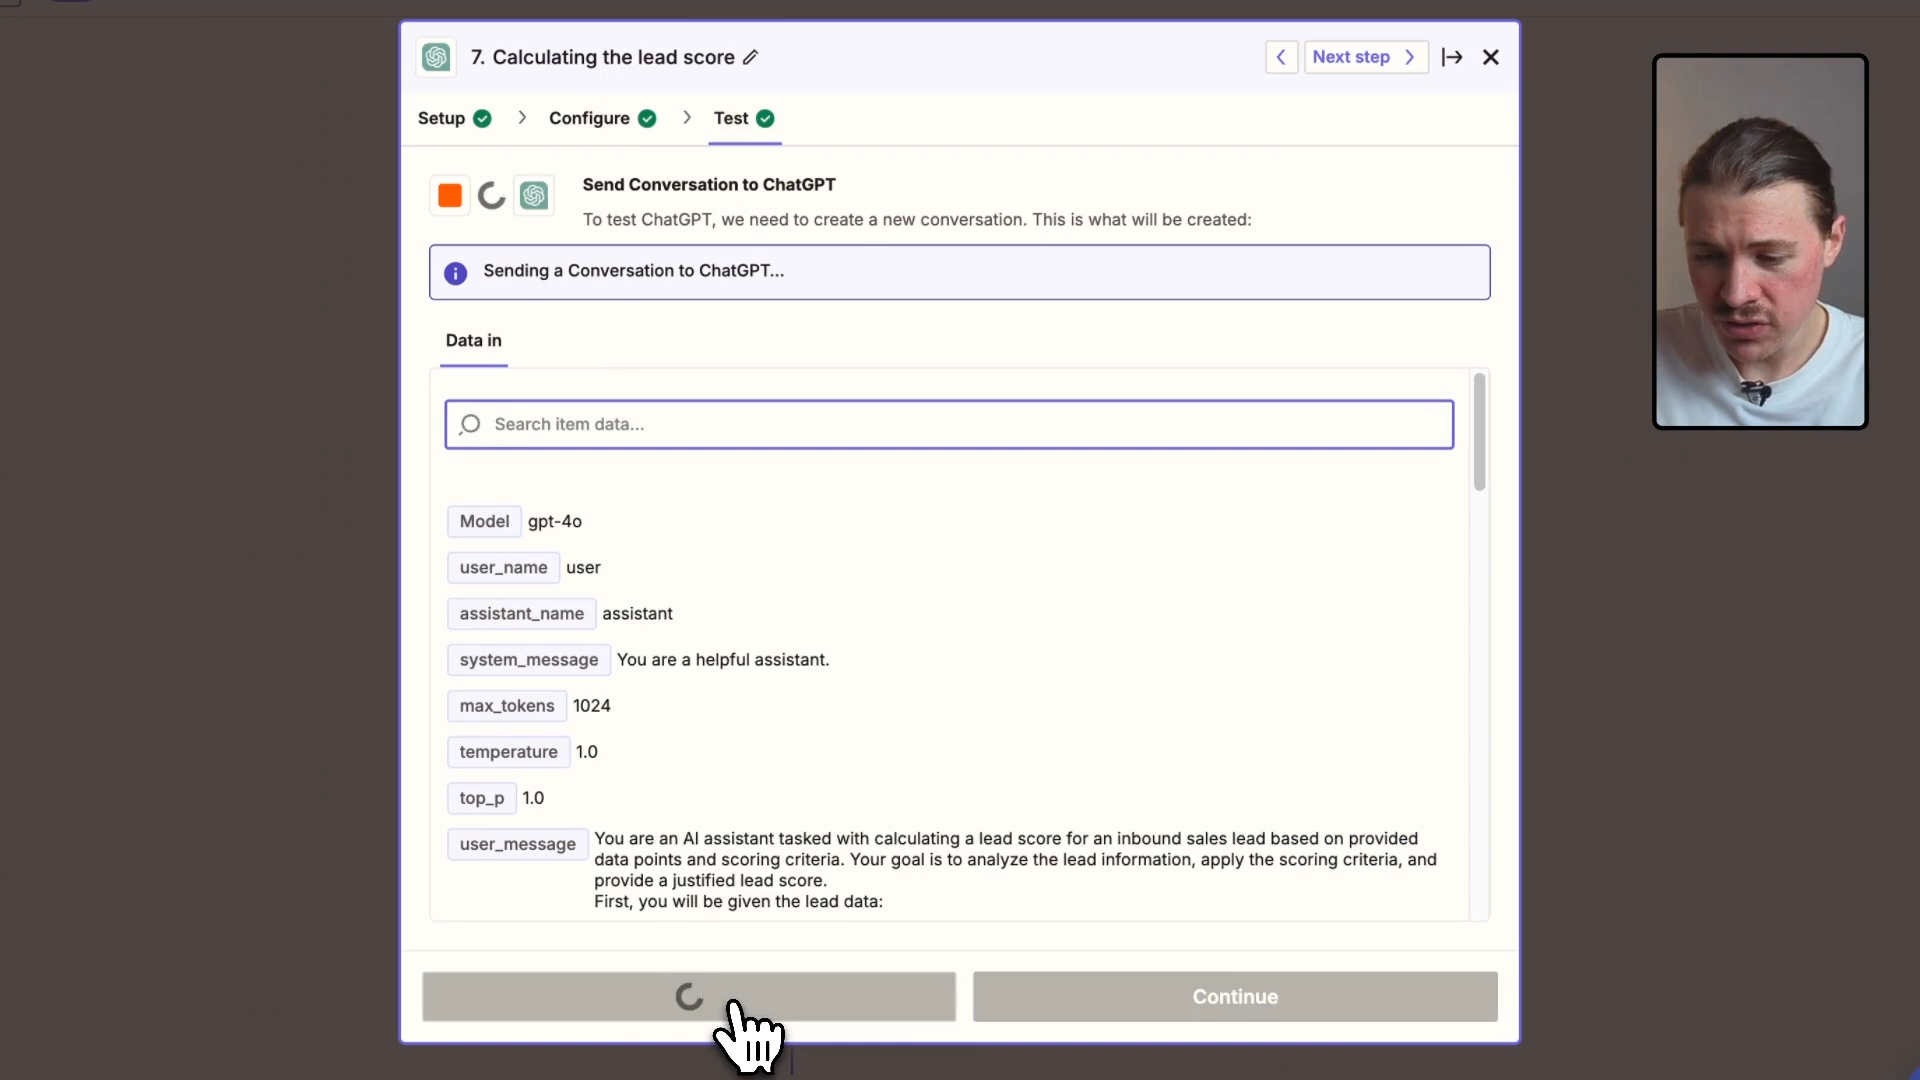 7. Calculating the lead score
Next step
Setup
Configure
Test
Send Conversation to ChatGPT
To test ChatGPT, we need to create a new conversation. This is what will be created:
Sending a Conversation to ChatGPT...
Data in
Search item data...
Model gpt-4o
user_name user
assistant_name assistant
system_message You are a helpful assistant.
max_tokens 1024
temperature 1.0
top_p 1.0
user_message You are an AI assistant tasked with calculating a lead score for an inbound sales lead based on provided
data points and scoring criteria. Your goal is to analyze the lead information, apply the scoring criteria, and
provide a justified lead score.
First, you will be given the lead data:
Continue